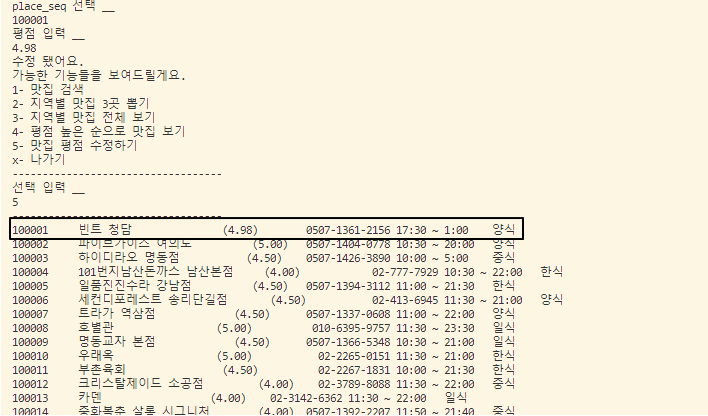 place_seq 선택 __
100001
평점 입력 __
4.98
수정 됐어요.
가능한 기능들을 보여드릴게요.
1- 맛집 검색
2- 지역별 맛집 3곳 뽑기
3- 지역별 맛집 전체 보기
4- 평점 높은 순으로 맛집 보기
5- 맛집 평점 수정하기
x- 나가기
----------------------------------
선택 입력 __
5
----------------------------------
100001 빈트 청담 (4.98) 0507-1361-2156 17:30 ~ 1:00 양식
100002 파이브가이스 여의도 (5.00) 0507-1404-0778 10:30 ~ 20:00 양식
100003 하이디라오 명동점 (4.50) 0507-1426-3890 10:00 ~ 5:00 중식
100004 101번지남산돈까스 남산본점 (4.00) 02-777-7929 10:30 ~ 22:00 한식
100005 일품진진수라 강남점 (4.50) 0507-1394-3112 11:00 ~ 21:30 한식
100006 세컨디포레스트 송리단길점 (4.50) 02-413-6945 11:30 ~ 21:00 양식
100007 트라가 역삼점 (4.50) 0507-1337-0608 11:00 ~ 22:00 양식
100008 호별관 (5.00) 010-6395-9757 11:30 ~ 23:30 일식
100009 명동교자 본점 (4.50) 0507-1366-5348 10:30 ~ 21:00 일식
100010 우래옥 (5.00) 02-2265-0151 11:30 ~ 21:00 한식
100011 부촌육회 (4.50) 02-2267-1831 10:00 ~ 21:30 한식
100012 크리스탈제이드 소공점 (4.00) 02-3789-8088 11:30 ~ 22:00 중식
100013 카덴 (4.00) 02-3142-6362 11:30 ~ 22:00 일식
100014 중화복춘 살롱 시그니처 (4.00) 0507-1392-2207 11:50 ~ 21:40 중식